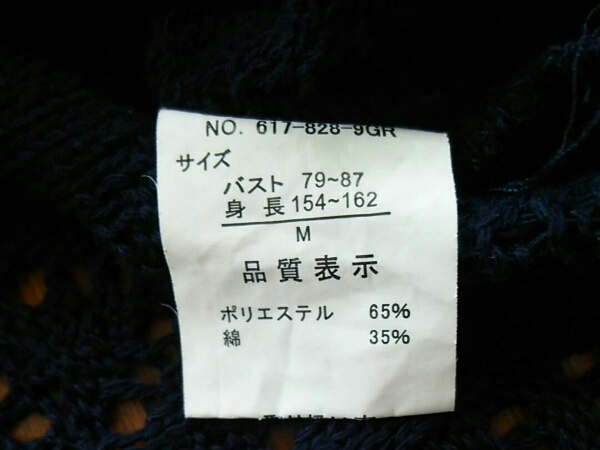 NO. 617-828-9GR
サイズ
バスト 79~87
身 長 154~162
M
品質表示
ポリエステル 65%
綿 35%